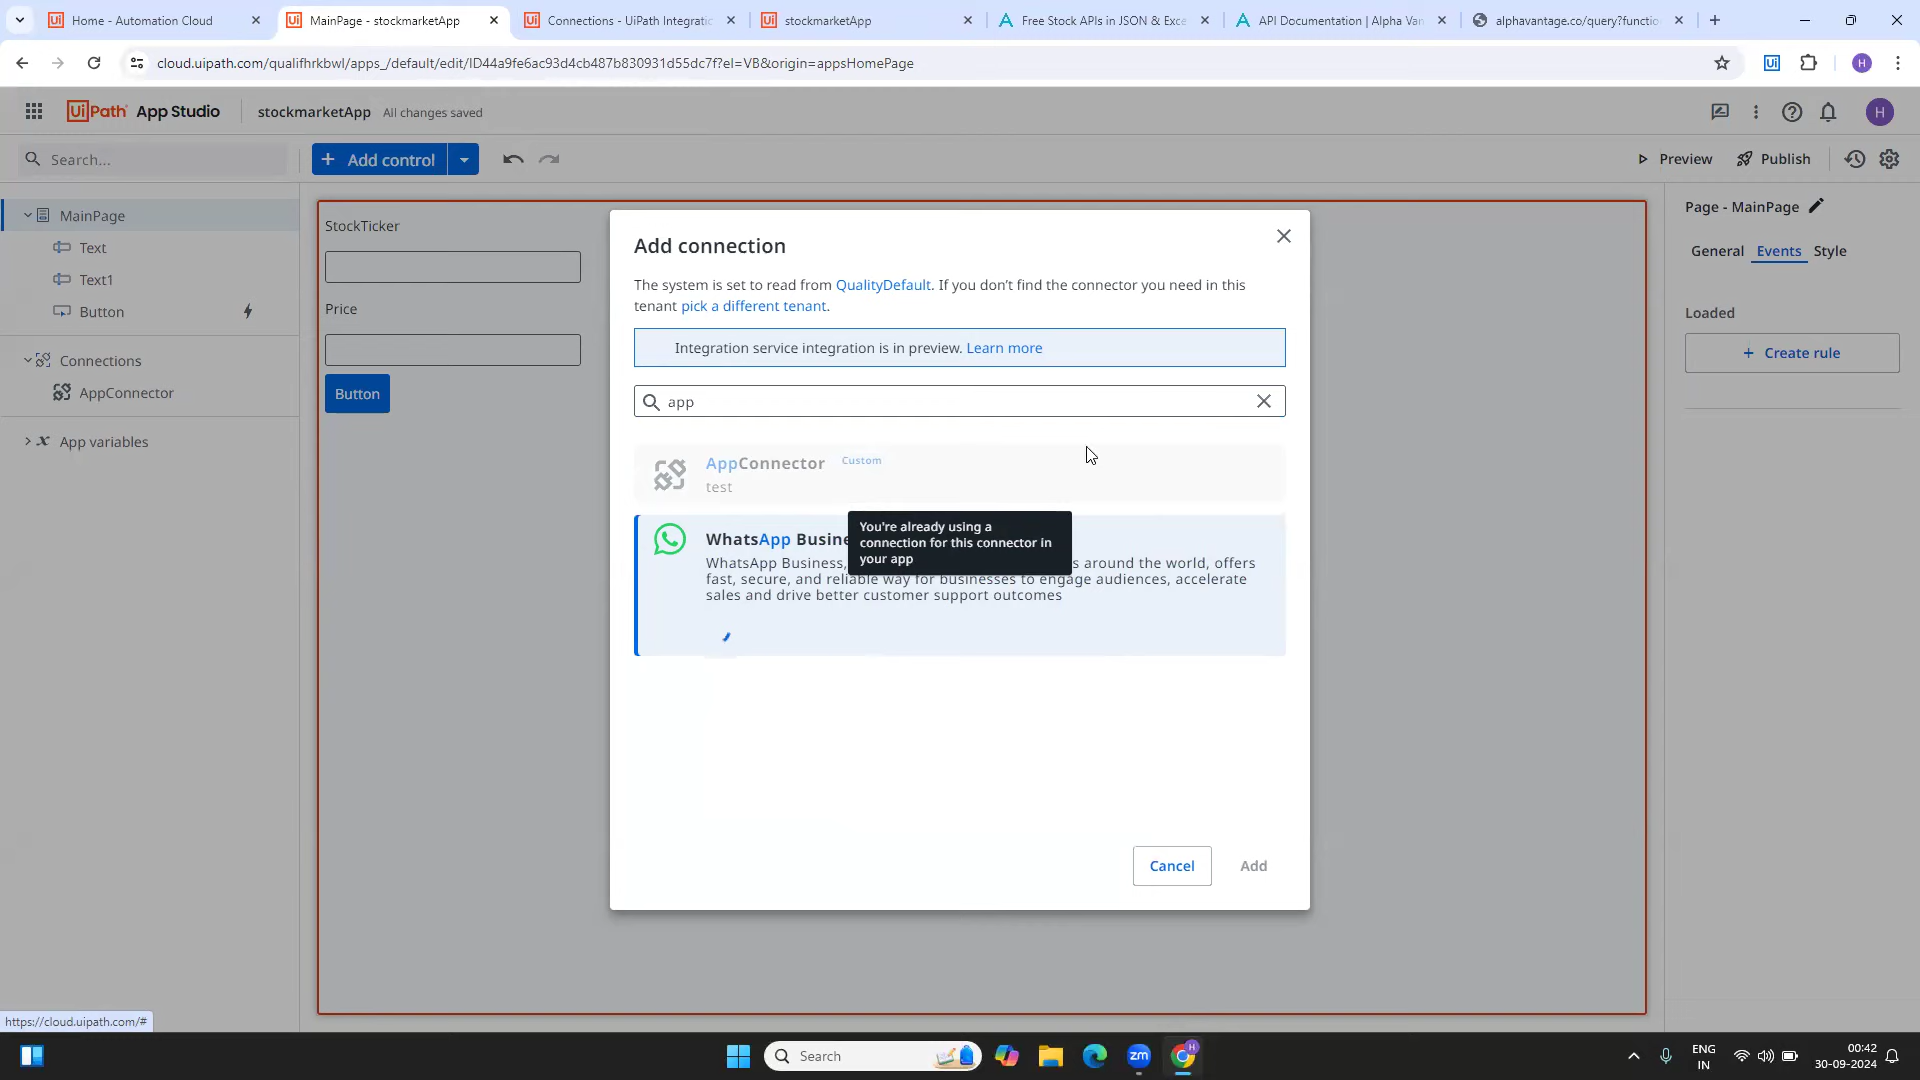 Home - Automation Cloud
MainPage - stockmarketApp
Connections - UiPath Integratio
stockmarketApp
Free Stock APIs in JSON & Exce
API Documentation | Alpha Van
alphavantage.co/query?functio
cloud.uipath.com/qualifhrkbwl/apps_/default/edit/ID44a9fe6ac93d4cb487b830931d55dc7f?el=VB&origin=appsHomePage
Ui
H
UiPath App Studio
stockmarketApp
All changes saved
H
Search...
Add control
Preview
Publish
MainPage
Text
Text1
Button
Connections
AppConnector
App variables
StockTicker
Price
Button
Add connection
The system is set to read from QualityDefault. If you don’t find the connector you need in this
tenant pick a different tenant.
Integration service integration is in preview. Learn more
app
AppConnector Custom
test
You're already using a
connection for this connector in
your app
WhatsApp Busine
WhatsApp Business, s around the world, offers
fast, secure, and reliable way for businesses to engage audiences, accelerate
sales and drive better customer support outcomes
Cancel
Add
Page - MainPage
General
Events
Style
Loaded
Create rule
https://cloud.uipath.com/#
Search
zm
H
ENG
IN
00:42
30-09-2024